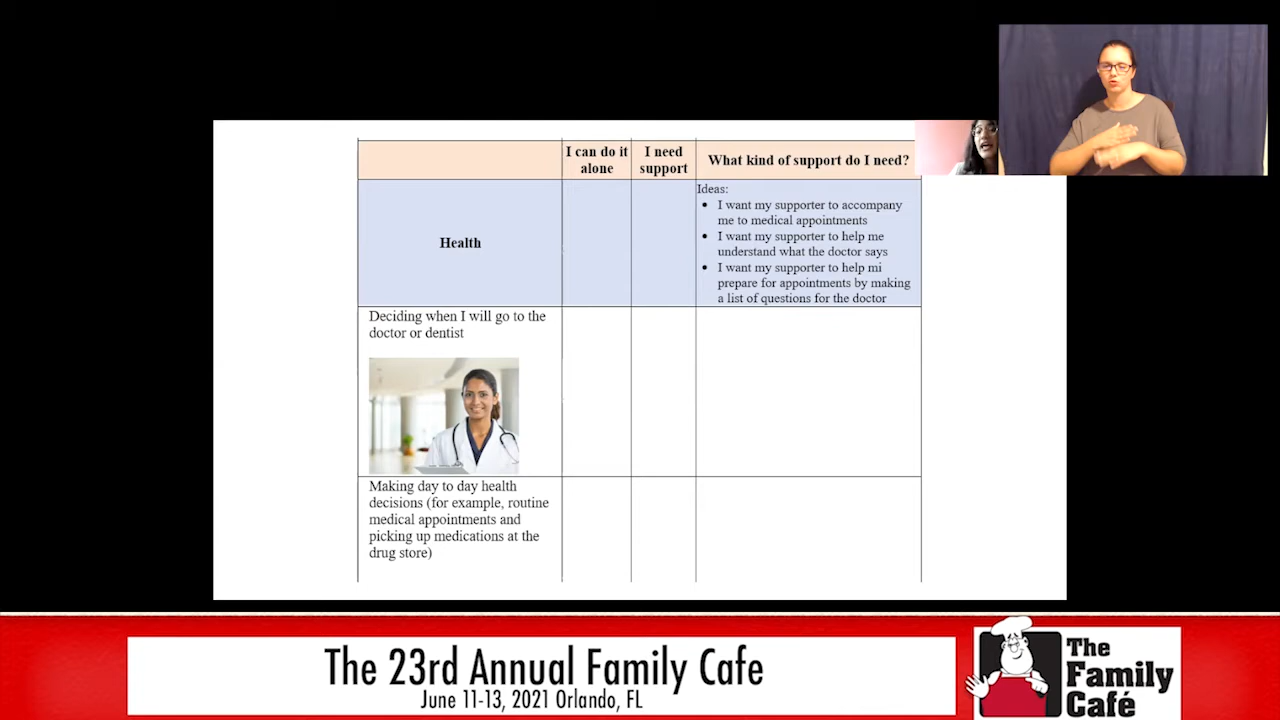 I can do it
alone
I need
support
What kind of support do I need?
Health
Ideas:
• I want my supporter to accompany
me to medical appointments
• I want my supporter to help me
understand what the doctor says
• I want my supporter to help mi
prepare for appointments by making
a list of questions for the doctor
Deciding when I will go to the
doctor or dentist
Making day to day health
decisions (for example, routine
medical appointments and
picking up medications at the
drug store)
The 23rd Annual Family Cafe
June 11-13, 2021 Orlando, FL
The
Family
Café